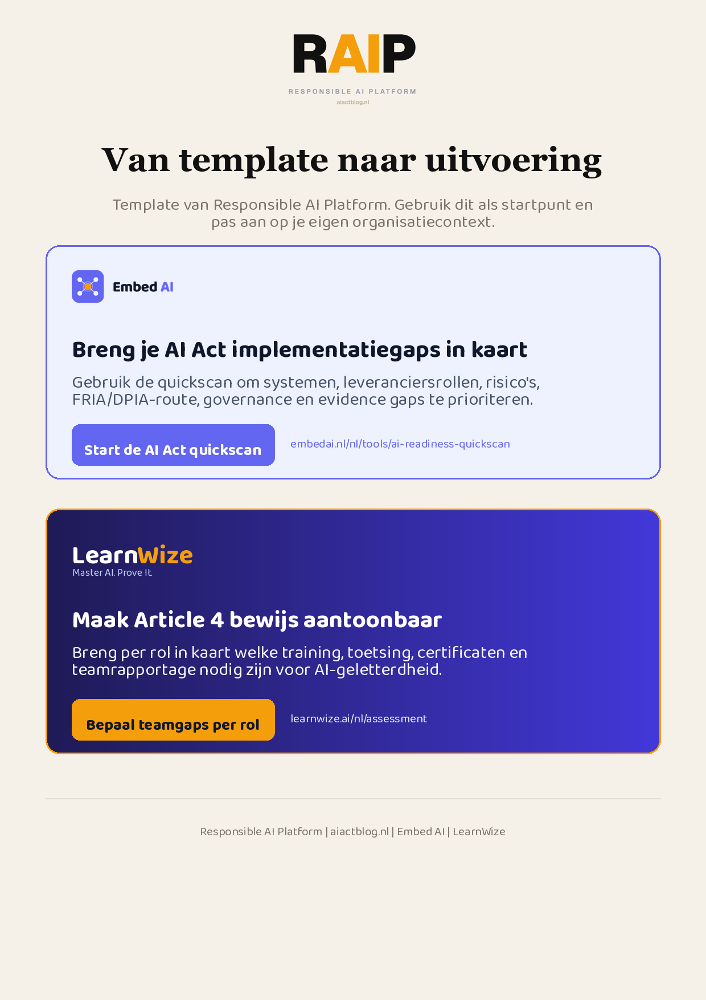 RAIP
RESPONSIBLE AI PLATFORM
aiactblog.nl
Van template naar uitvoering
Template van Responsible AI Platform. Gebruik dit als startpunt en
pas aan op je eigen organisatiecontext.
Embed AI
Breng je AI Act implementatiegaps in kaart
Gebruik de quickscan om systemen, leveranciersrollen, risico's,
FRIA/DPIA-route, governance en evidence gaps te prioriteren.
Start de AI Act quickscan
embedai.nl/nl/tools/ai-readiness-quickscan
LearnWize
Master AI. Prove It.
Maak Article 4 bewijs aantoonbaar
Breng per rol in kaart welke training, toetsing, certificaten en
teamrapportage nodig zijn voor AI-geletterdheid.
Bepaal teamgaps per rol
learnwize.ai/nl/assessment
Responsible AI Platform | aiactblog.nl | Embed AI | LearnWize